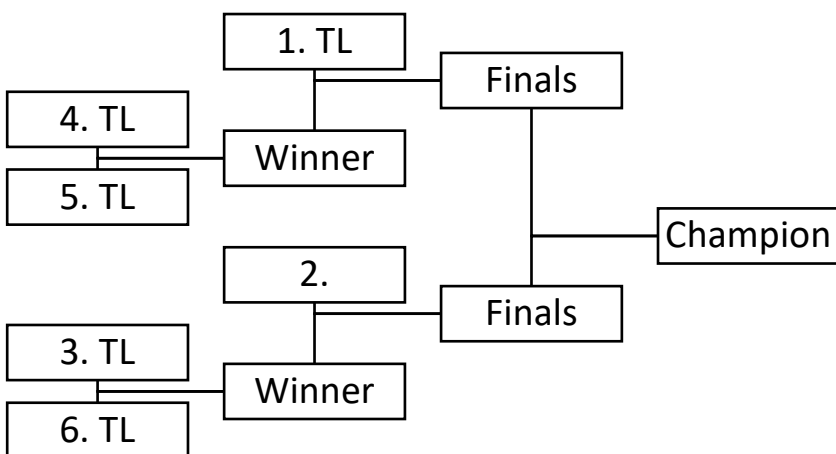 1. TL
Finals
4. TL
Winner
5. TL
Champion
2.
Finals
3. TL
Winner
6. TL